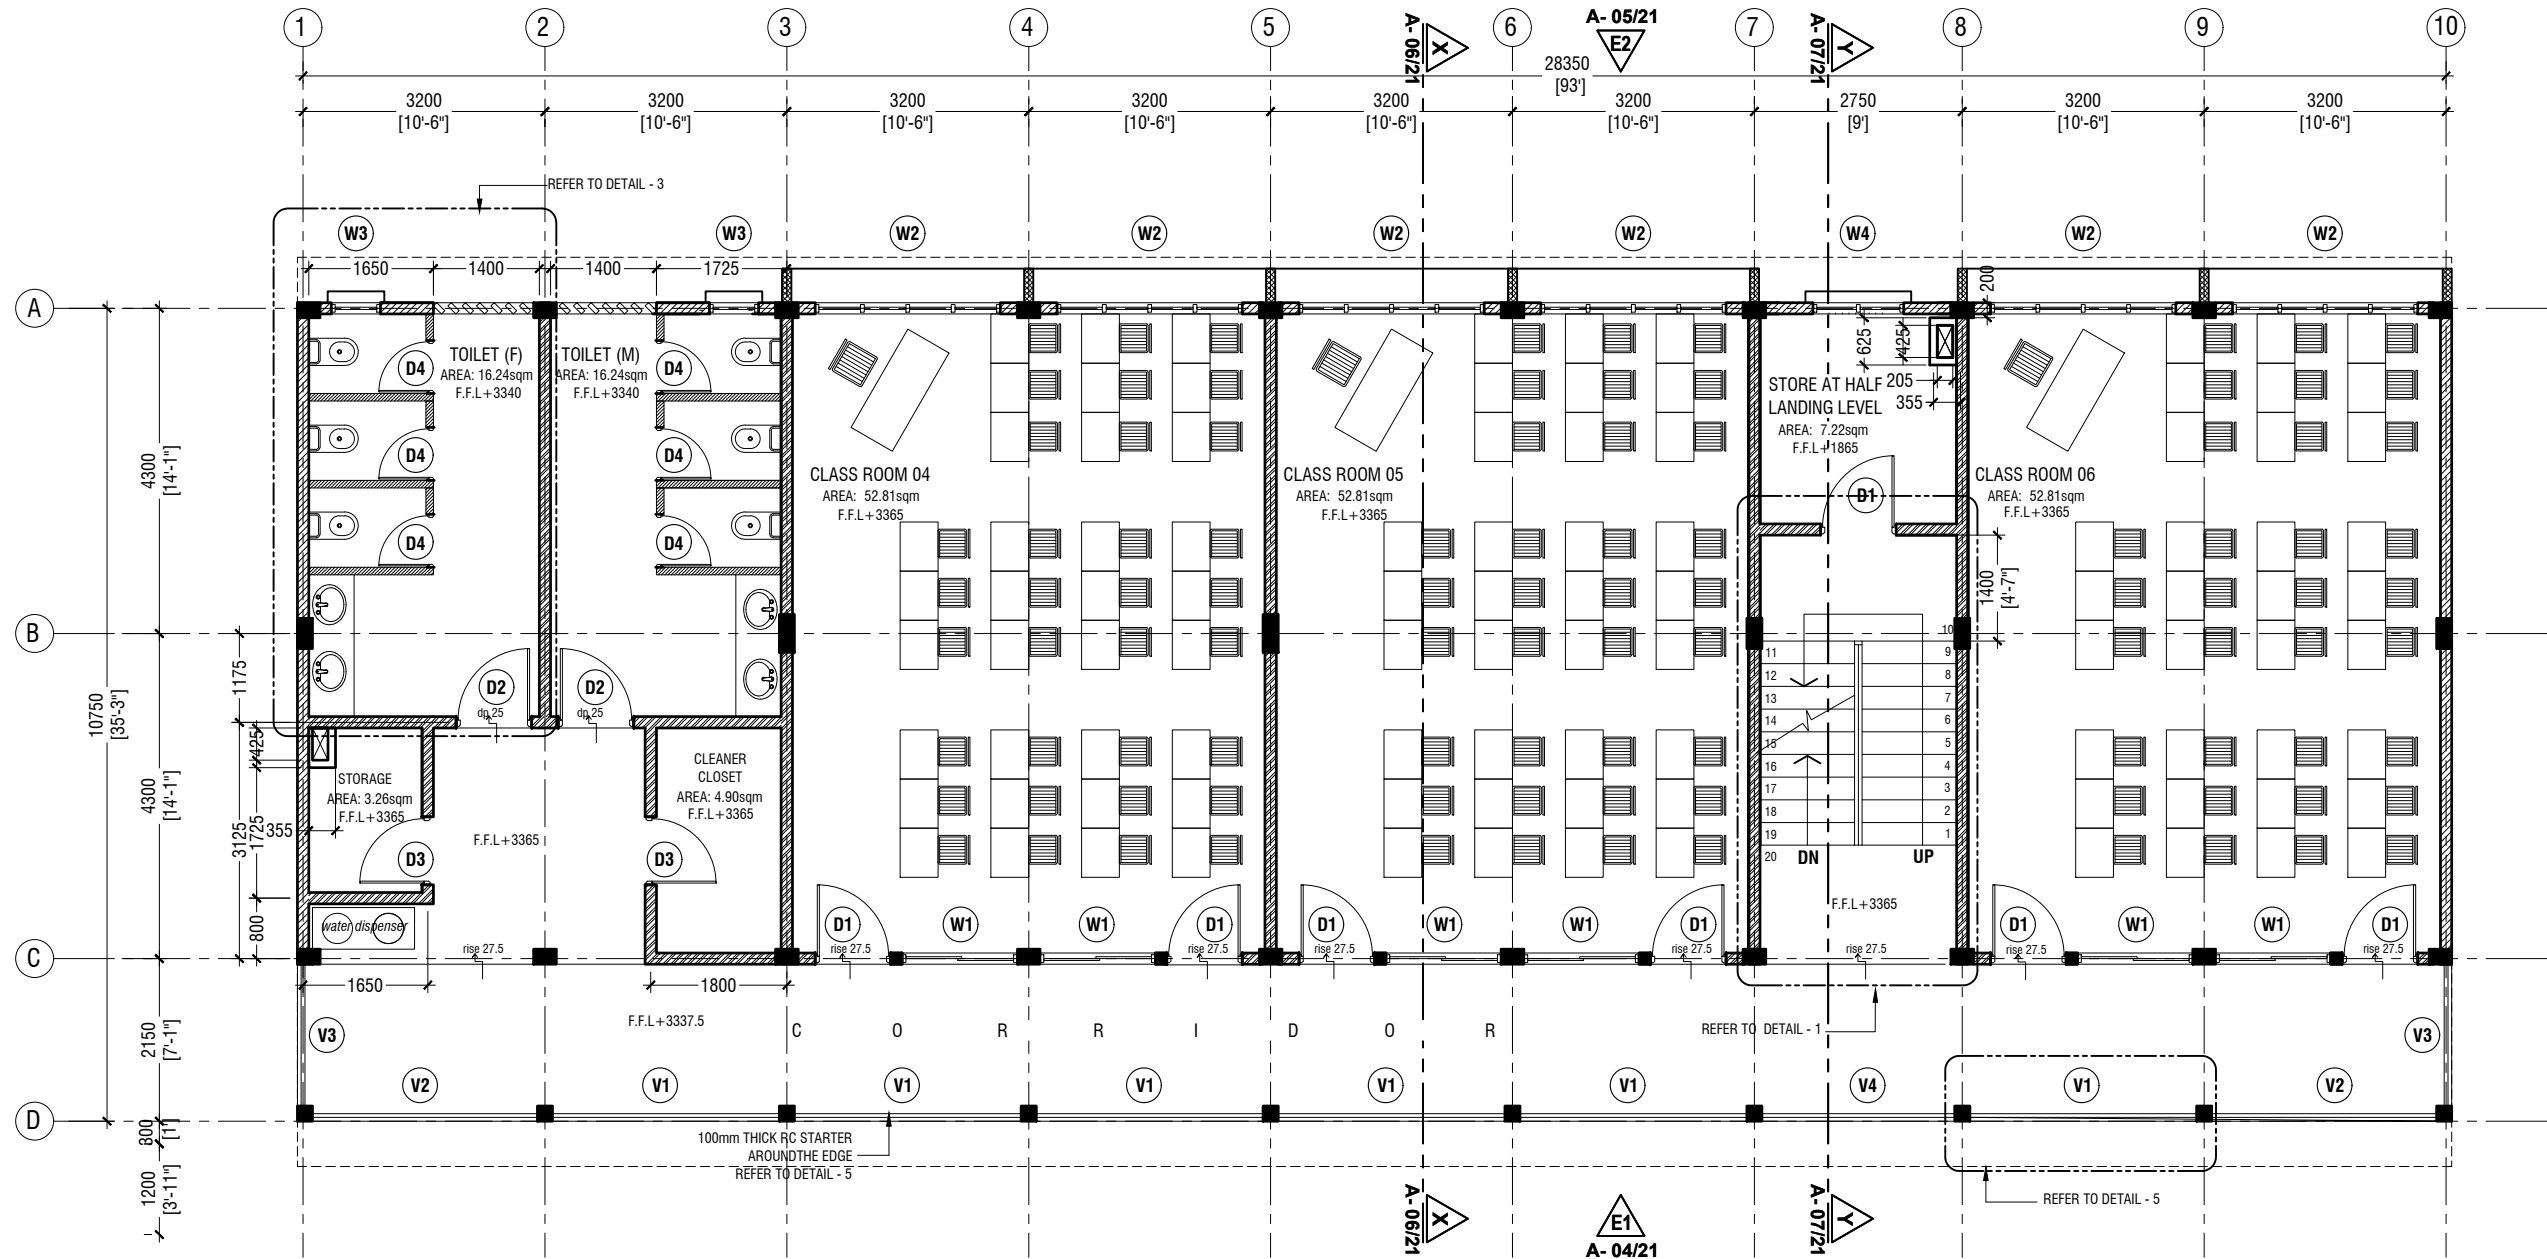 A- 05/21
1 2 3 4 5 6 7 8 9 10
A- 06/21 X E2 A- 07/21 Y
28350
[93']
3200 3200 3200 3200 3200 3200 2750 3200 3200
[10'-6"] [10'-6"] [10'-6"] [10'-6"] [10'-6"] [10'-6"] [9'] [10'-6"] [10'-6"]
REFER TO DETAIL - 3
W3 W3 W2 W2 W2 W2 W4 W2 W2
1650 1400 1400 1725
200
A
625 425
TOILET (F)
AREA: 16.24sqm
F.F.L+3340
TOILET (M)
AREA: 16.24sqm
F.F.L+3340
D4 D4
D4 D4
D4 D4
STORE AT HALF
LANDING LEVEL
AREA: 7.22sqm
F.F.L+1865
205
355
4300
[14'-1"]
CLASS ROOM 04
AREA: 52.81sqm
F.F.L+3365
CLASS ROOM 05
AREA: 52.81sqm
F.F.L+3365
CLASS ROOM 06
AREA: 52.81sqm
F.F.L+3365
D1
1400
[4'-7"]
B
1175
10750
[35'-3"]
D2 D2
dp 25 dp 25
10
11 9
12 8
13 7
14 6
15 5
16 4
17 3
18 2
19 1
20 DN UP
425
STORAGE
AREA: 3.26sqm
F.F.L+3365
CLEANER
CLOSET
AREA: 4.90sqm
F.F.L+3365
4300
[14'-1"]
3125
1725
355
F.F.L+3365
D3 D3
800
water dispenser
F.F.L+3365
D1 W1 W1 D1 D1 W1 W1 D1 D1 W1 W1 D1
rise 27.5 rise 27.5 rise 27.5 rise 27.5 rise 27.5 rise 27.5 rise 27.5 rise 27.5
C
1650 1800
2150
[7'-1"]
V3
F.F.L+3337.5
C O R R I D O R
REFER TO DETAIL - 1
V3
V2 V1 V1 V1 V1 V1 V4 V1 V2
D
300
[1']
100mm THICK RC STARTER
AROUNDTHE EDGE
REFER TO DETAIL - 5
1200
[3'-11"]
REFER TO DETAIL - 5
A- 06/21 X E1 A- 07/21 Y
A- 04/21